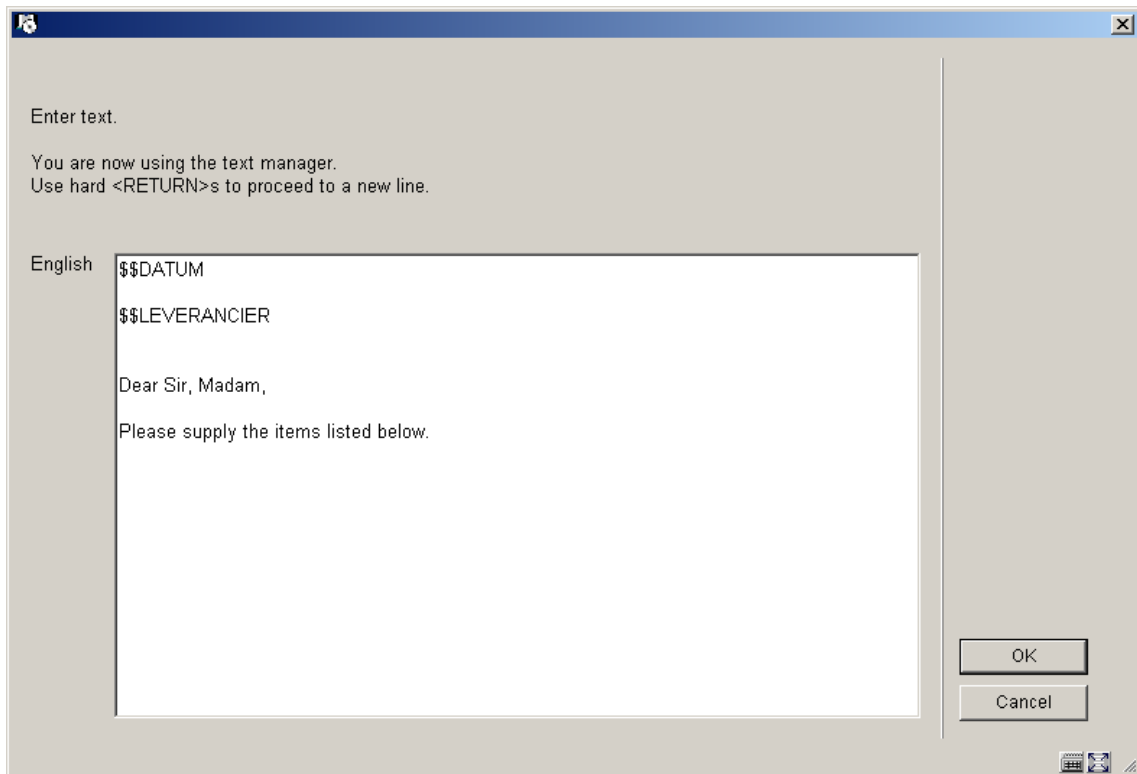 Enter text.
You are now using the text manager.
Use hard <RETURN>s to proceed to a new line.
English
$$DATUM
$$LEVERANCIER
Dear Sir, Madam,
Please supply the items listed below.
OK
Cancel